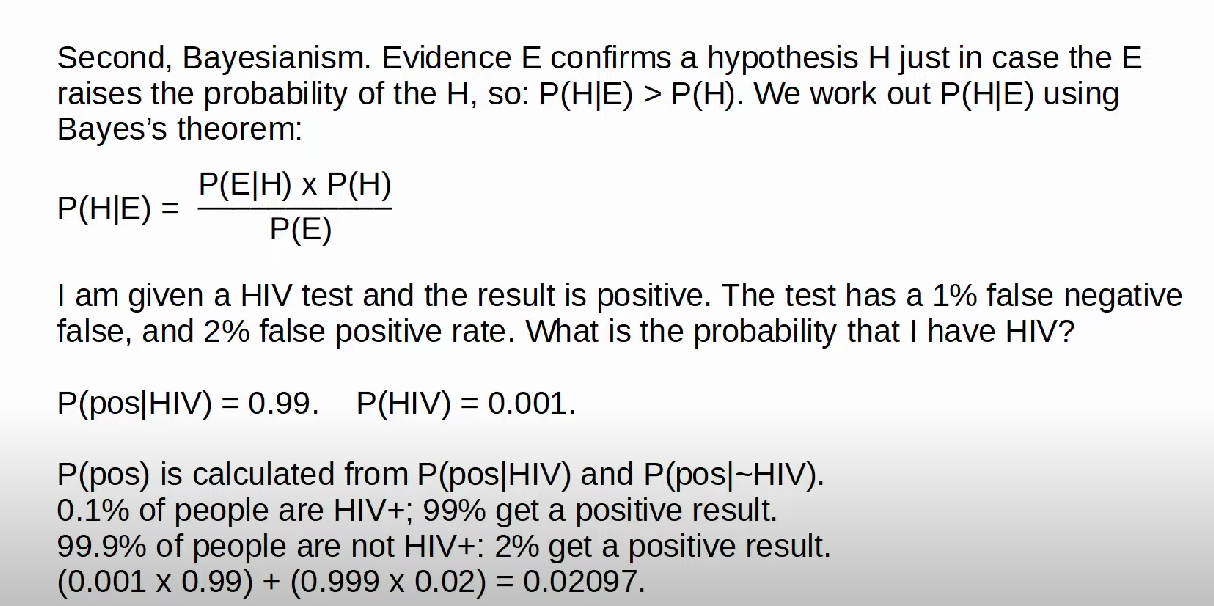 Second, Bayesianism. Evidence E confirms a hypothesis H just in case the E
raises the probability of the H, so: P(H|E) > P(H). We work out P(H|E) using
Bayes’s theorem:
P(E|H) x P(H)
P(H|E) =
P(E)
I am given a HIV test and the result is positive. The test has a 1% false negative
false, and 2% false positive rate. What is the probability that I have HIV?
P(pos|HIV) = 0.99. P(HIV) = 0.001.
P(pos) is calculated from P(pos|HIV) and P(pos|~HIV).
0.1% of people are HIV+; 99% get a positive result.
99.9% of people are not HIV+: 2% get a positive result.
(0.001 x 0.99) + (0.999 x 0.02) = 0.02097.